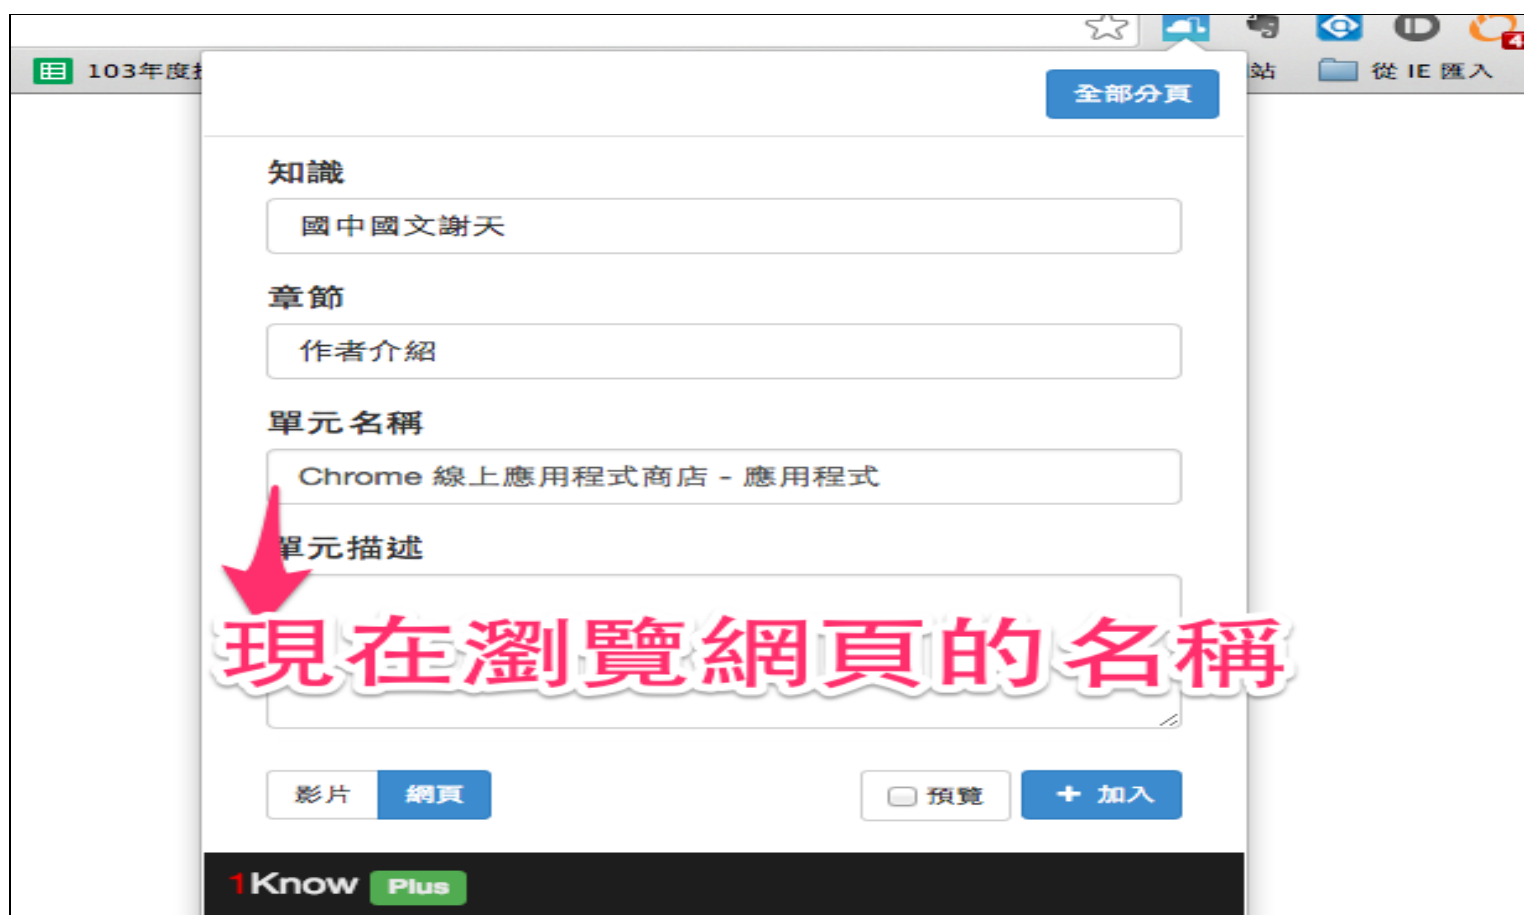 4
103年度
站
從 IE 匯入
全部分頁
知識
國中國文謝天
章節
作者介紹
單元名稱
Chrome 線上應用程式商店 - 應用程式
單元描述
現在瀏覽網頁的名稱
影片
網頁
預覽
+ 加入
1Know Plus